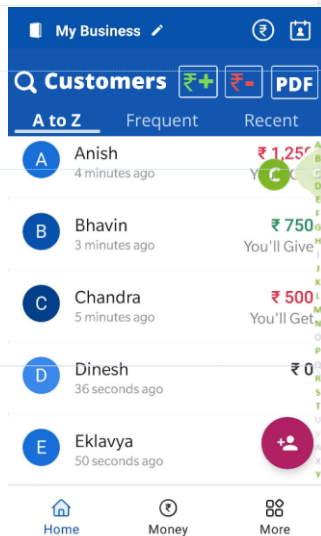 My Business
Customers ₹+ ₹- PDF
A to Z Frequent Recent
A Anish ₹ 1,250
4 minutes ago
C
B Bhavin ₹ 750
3 minutes ago You'll Give
C Chandra ₹ 500
5 minutes ago You'll Get
D Dinesh ₹ 0
36 seconds ago
E Eklavya
50 seconds ago
Home Money More